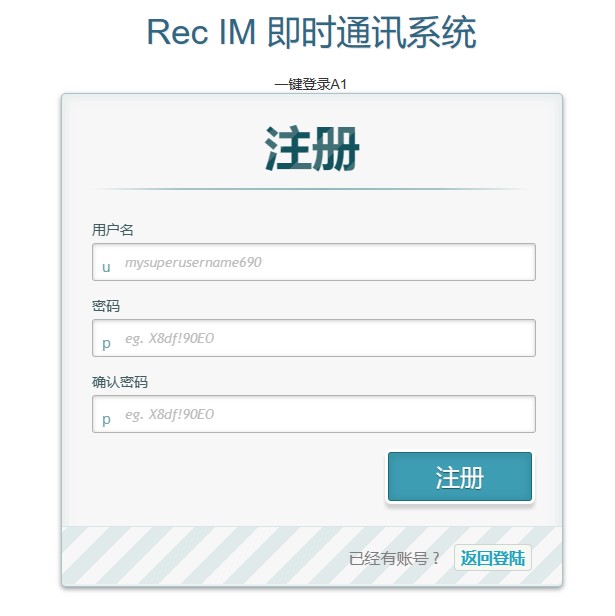 Rec IM 即时通讯系统
一键登录A1
注册
用户名
u mysuperusername690
密码
p eg. X8df!90EO
确认密码
p eg. X8df!90EO
注册
已经有账号？ 返回登陆